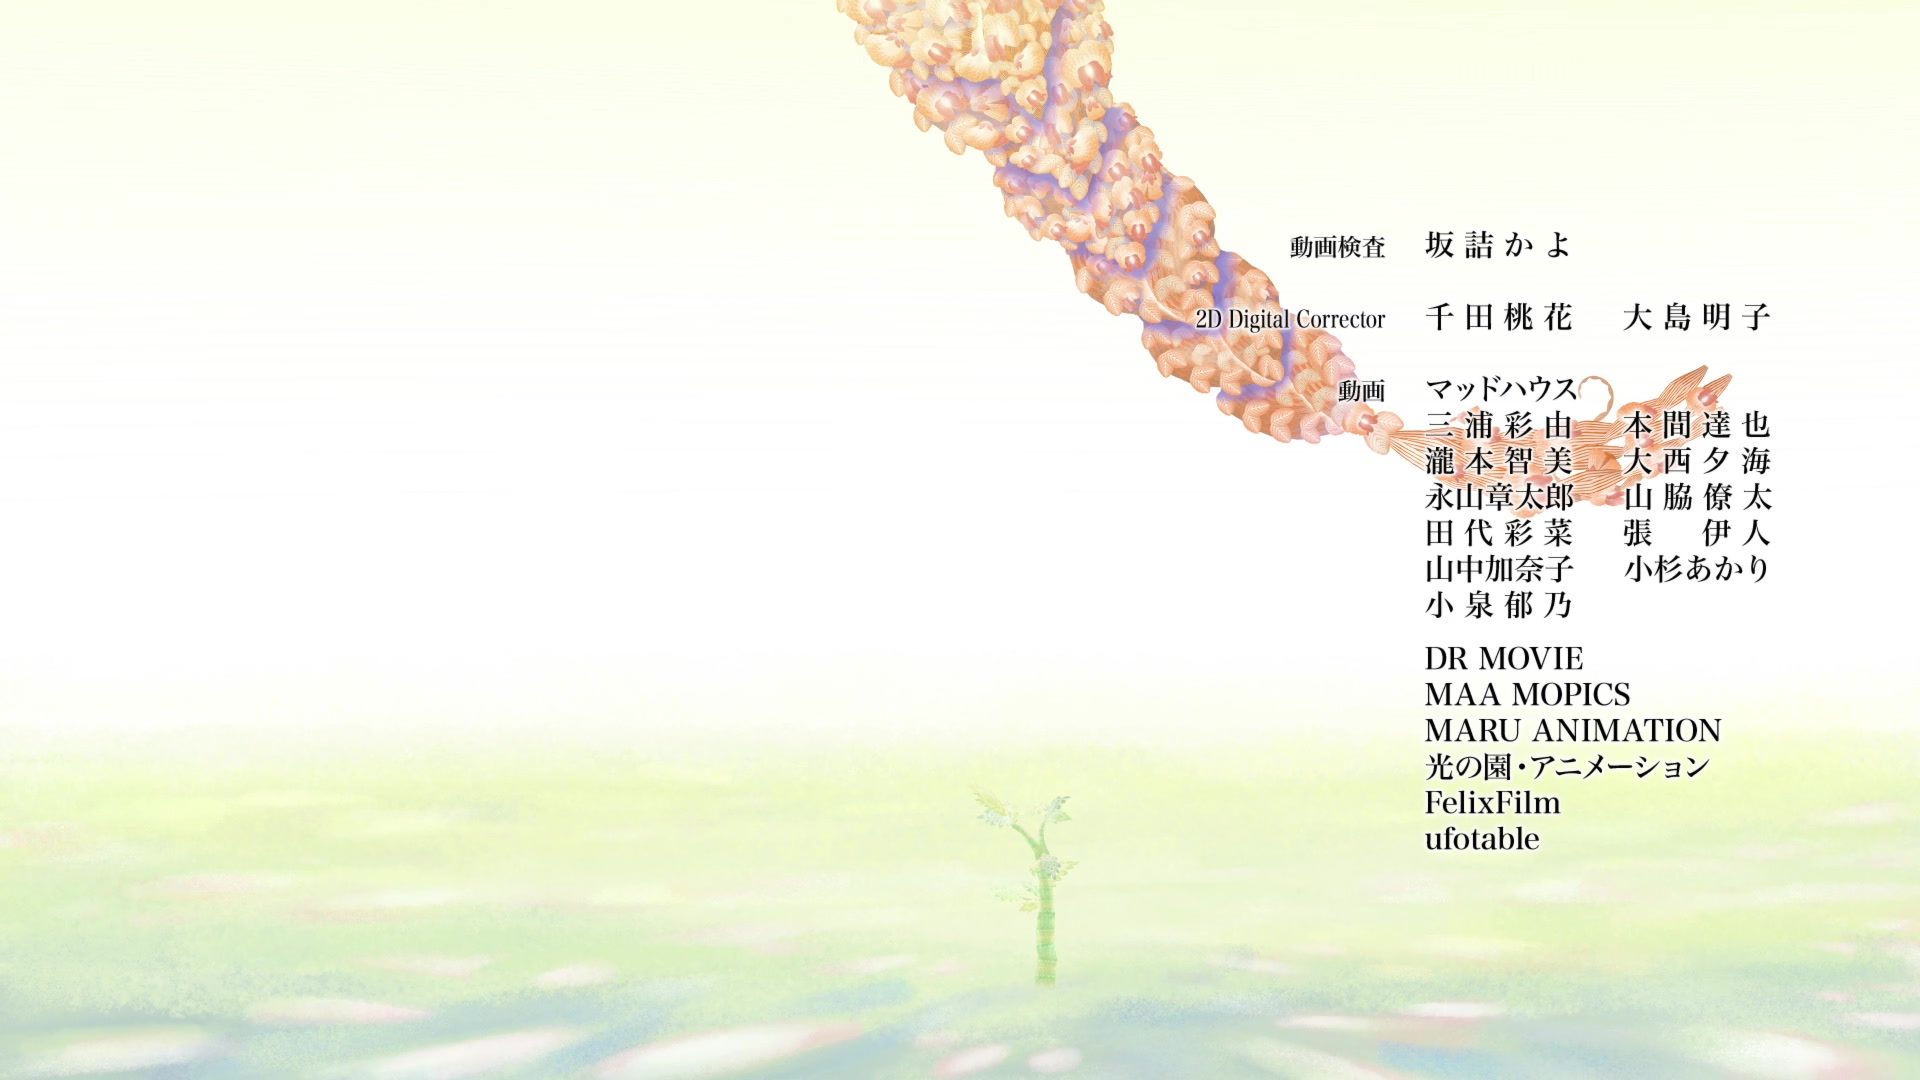 動画検査 坂詰かよ
2D Digital Corrector 千田桃花 大島明子
動画 マッドハウス
三浦彩由 本間達也
瀧本智美 大西夕海
永山章太郎 山脇僚太
田代彩菜 張 伊人
山中加奈子 小杉あかり
小泉郁乃
DR MOVIE
MAA MOPICS
MARU ANIMATION
光の園・アニメーション
FelixFilm
ufotable